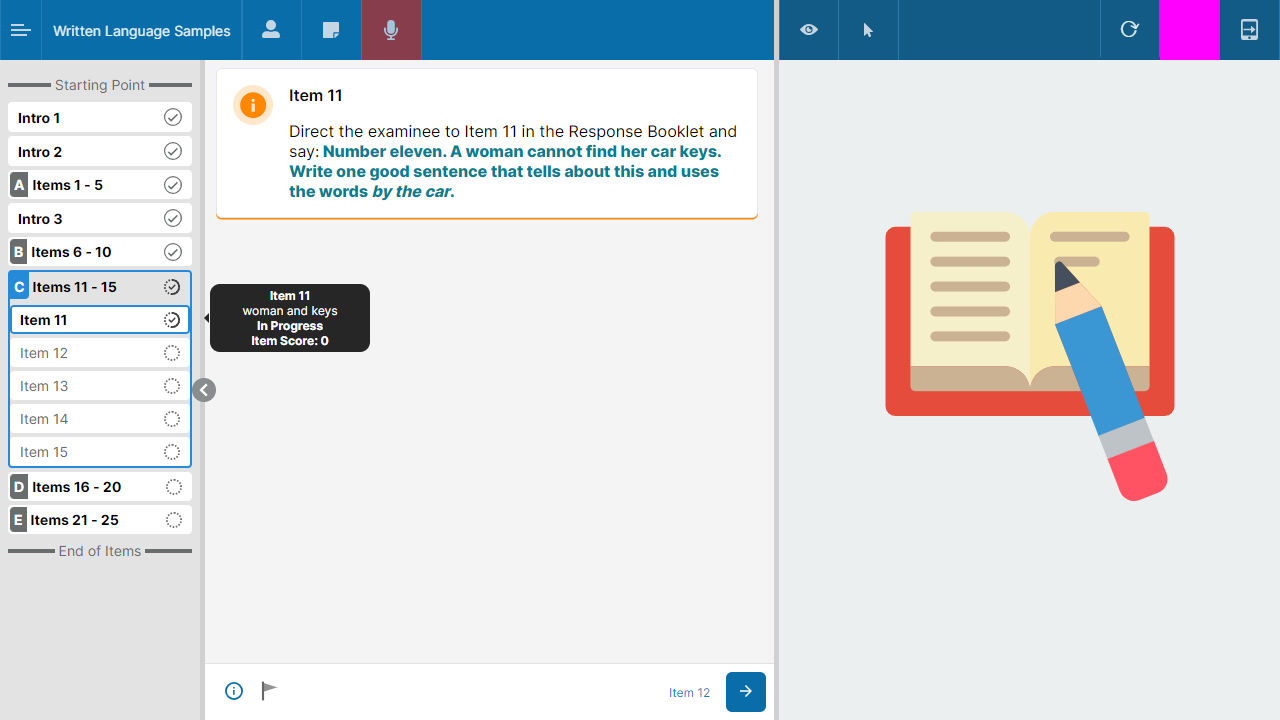 Written Language Samples
Starting Point
Intro 1
Intro 2
A Items 1 - 5
Intro 3
B Items 6 - 10
C Items 11 - 15
Item 11
Item 12
Item 13
Item 14
Item 15
D Items 16 - 20
E Items 21 - 25
End of Items
Item 11
Direct the examinee to Item 11 in the Response Booklet and
say: Number eleven. A woman cannot find her car keys.
Write one good sentence that tells about this and uses
the words by the car.
Item 11
woman and keys
In Progress
Item Score: 0
Item 12